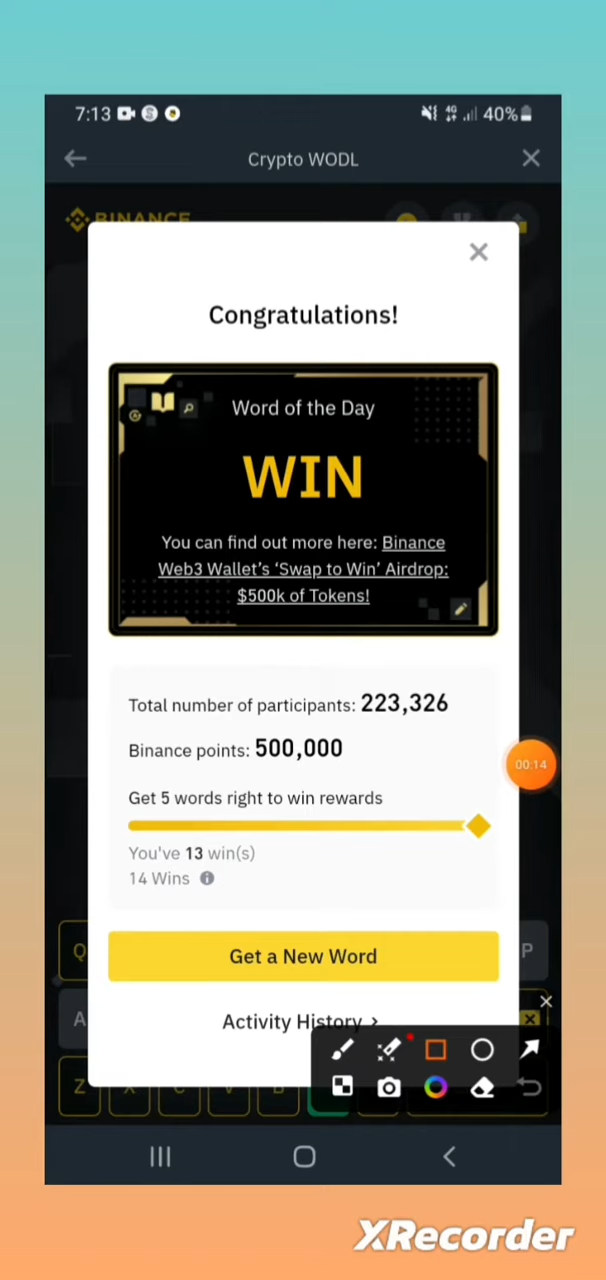 7:13
4G 40%
Crypto WODL
BINANCE
Congratulations!
Word of the Day
WIN
You can find out more here: Binance
Web3 Wallet's ‘Swap to Win’ Airdrop:
$500k of Tokens!
Total number of participants: 223,326
Binance points: 500,000
00:14
Get 5 words right to win rewards
You've 13 win(s)
14 Wins
Get a New Word
Q P
Activity History >
A
Z X C V B
XRecorder